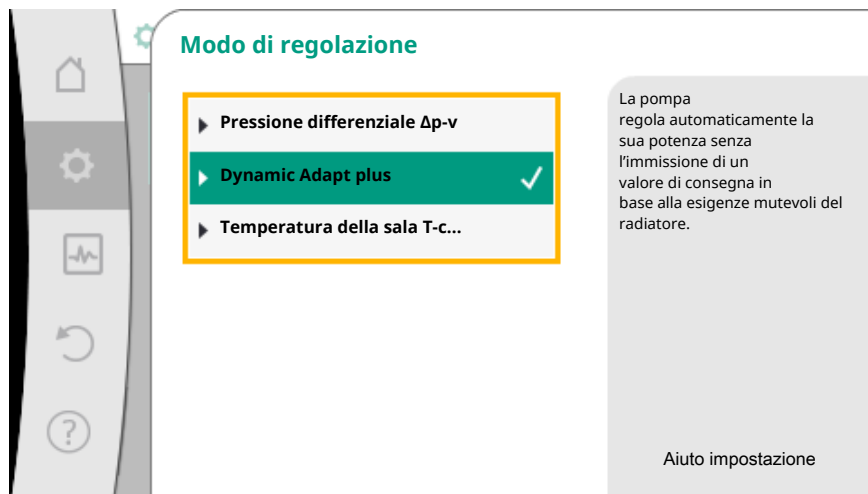 Modo di regolazione
Pressione differenziale Δp-v
Dynamic Adapt plus
Temperatura della sala T-c...
La pompa
regola automaticamente la
sua potenza senza
l'immissione di un
valore di consegna in
base alla esigenze mutevoli del
radiatore.
Aiuto impostazione